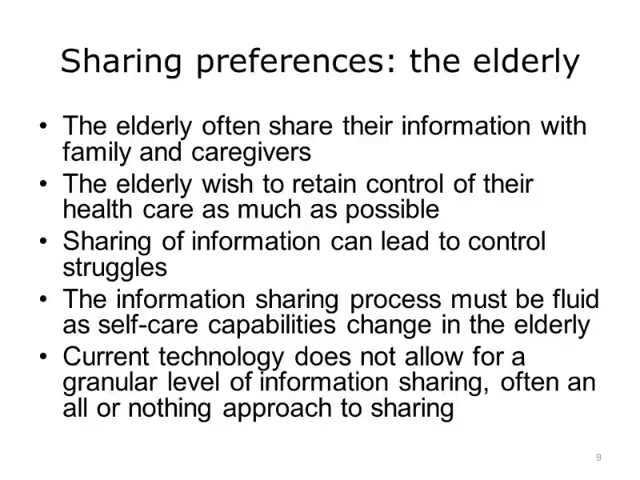 Sharing preferences: the elderly
• The elderly often share their information with
family and caregivers
• The elderly wish to retain control of their
health care as much as possible
• Sharing of information can lead to control
struggles
• The information sharing process must be fluid
as self-care capabilities change in the elderly
• Current technology does not allow for a
granular level of information sharing, often an
all or nothing approach to sharing
9